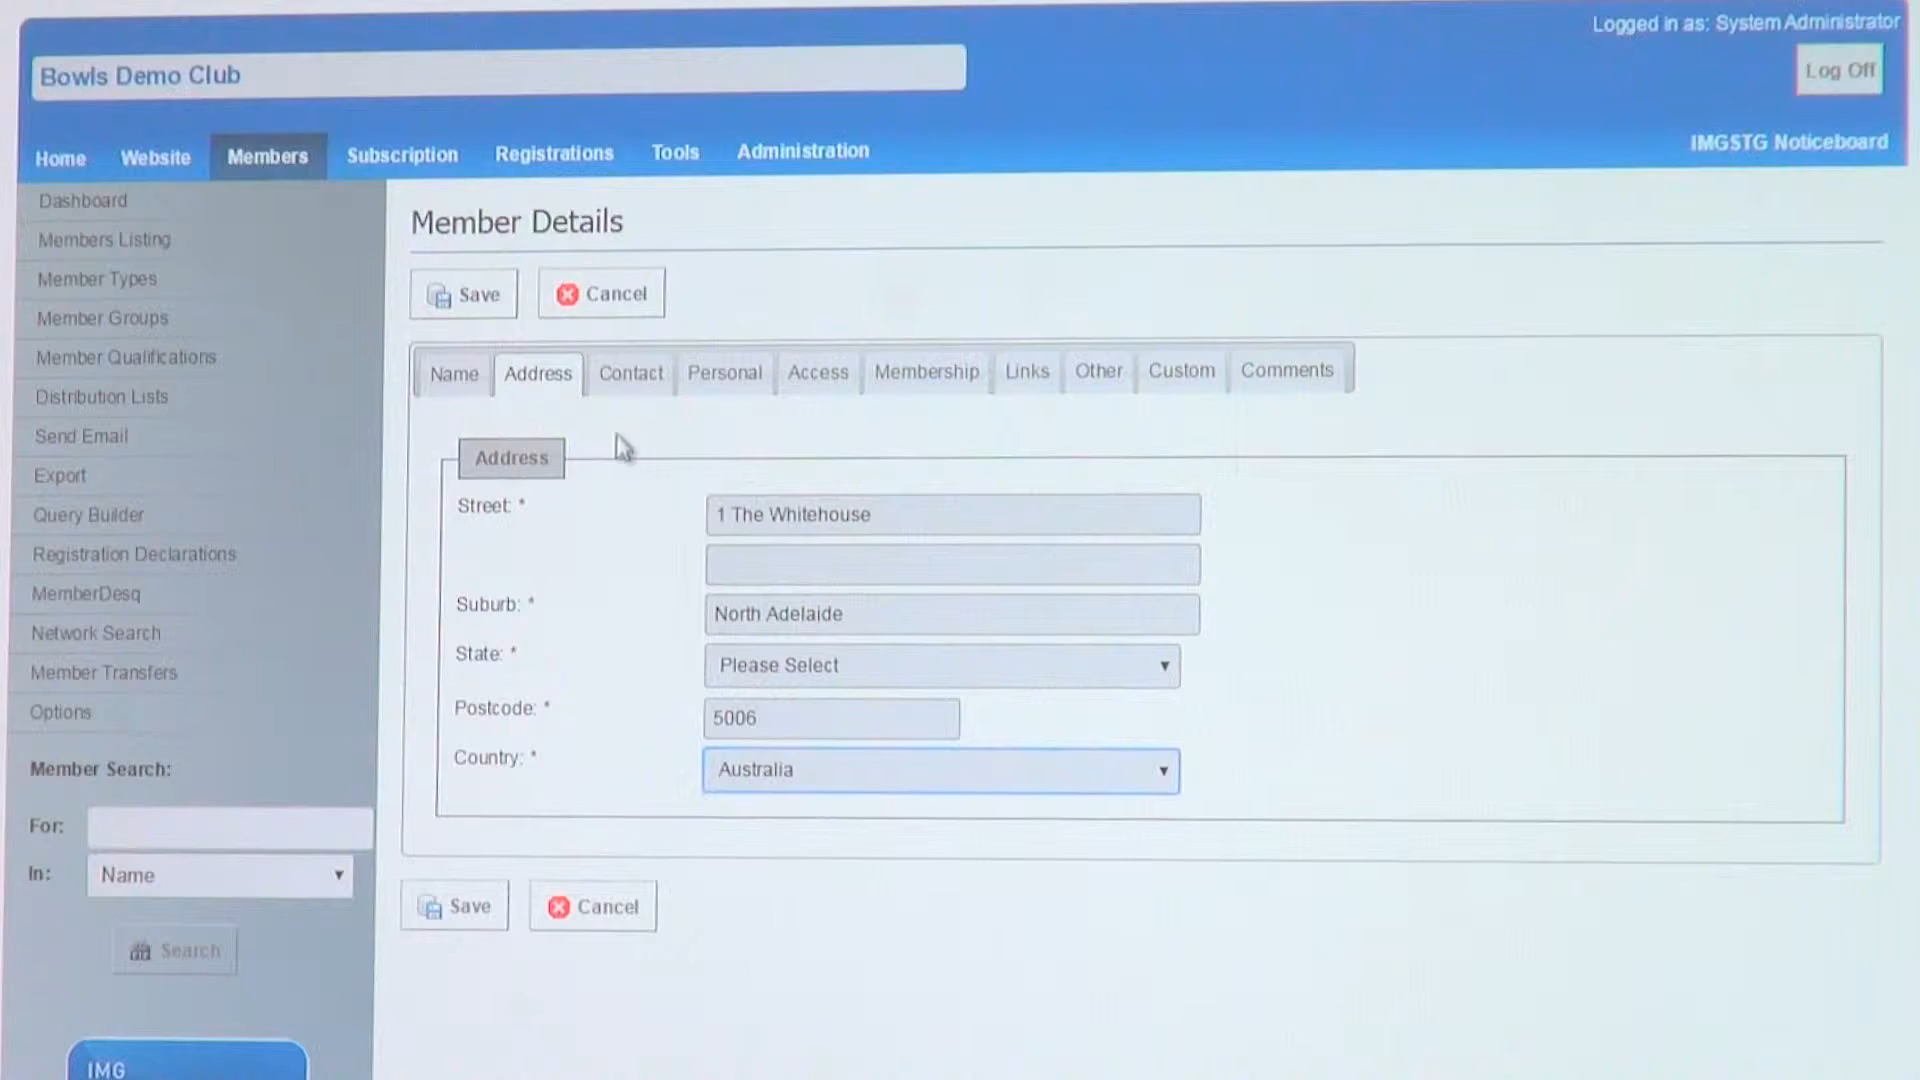 Logged in as: System Administrator
Bowls Demo Club
Log Off
Home Website Members Subscription Registrations Tools Administration
IMGSTG Noticeboard
Dashboard
Members Listing
Member Types
Member Groups
Member Qualifications
Distribution Lists
Send Email
Export
Query Builder
Registration Declarations
MemberDesq
Network Search
Member Transfers
Options
Member Search:
For:
In: Name
Search
IMG
Member Details
Save Cancel
Name Address Contact Personal Access Membership Links Other Custom Comments
Address
Street: * 1 The Whitehouse
Suburb: * North Adelaide
State: * Please Select
Postcode: * 5006
Country: * Australia
Save Cancel